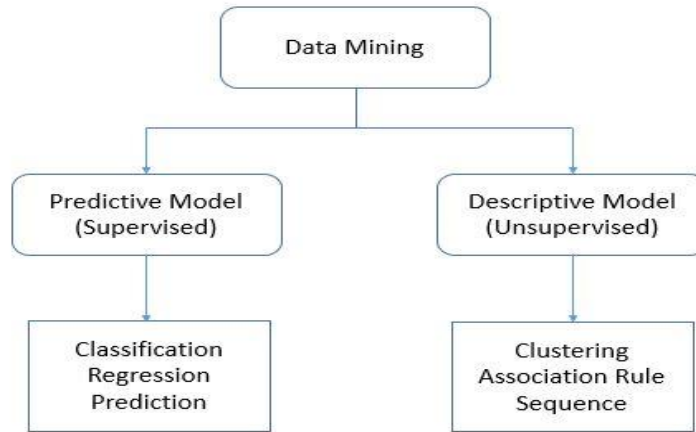 Data Mining
Predictive Model
(Supervised)
Descriptive Model
(Unsupervised)
Classification
Regression
Prediction
Clustering
Association Rule
Sequence